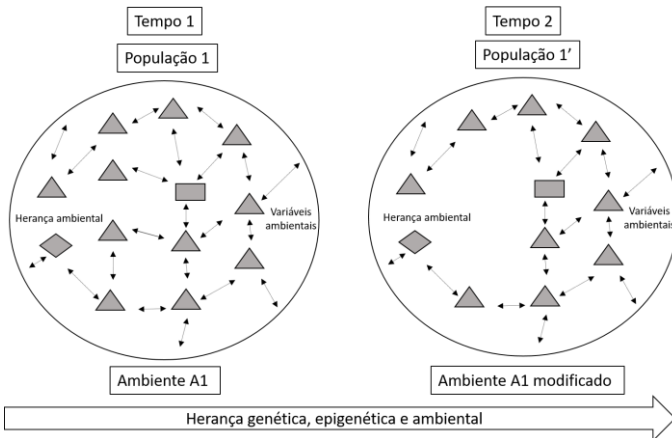 Tempo 1
População 1
Herança ambiental
Variáveis
ambientais
Ambiente A1
Tempo 2
População 1’
Herança ambiental
Variáveis
ambientais
Ambiente A1 modificado
Herança genética, epigenética e ambiental